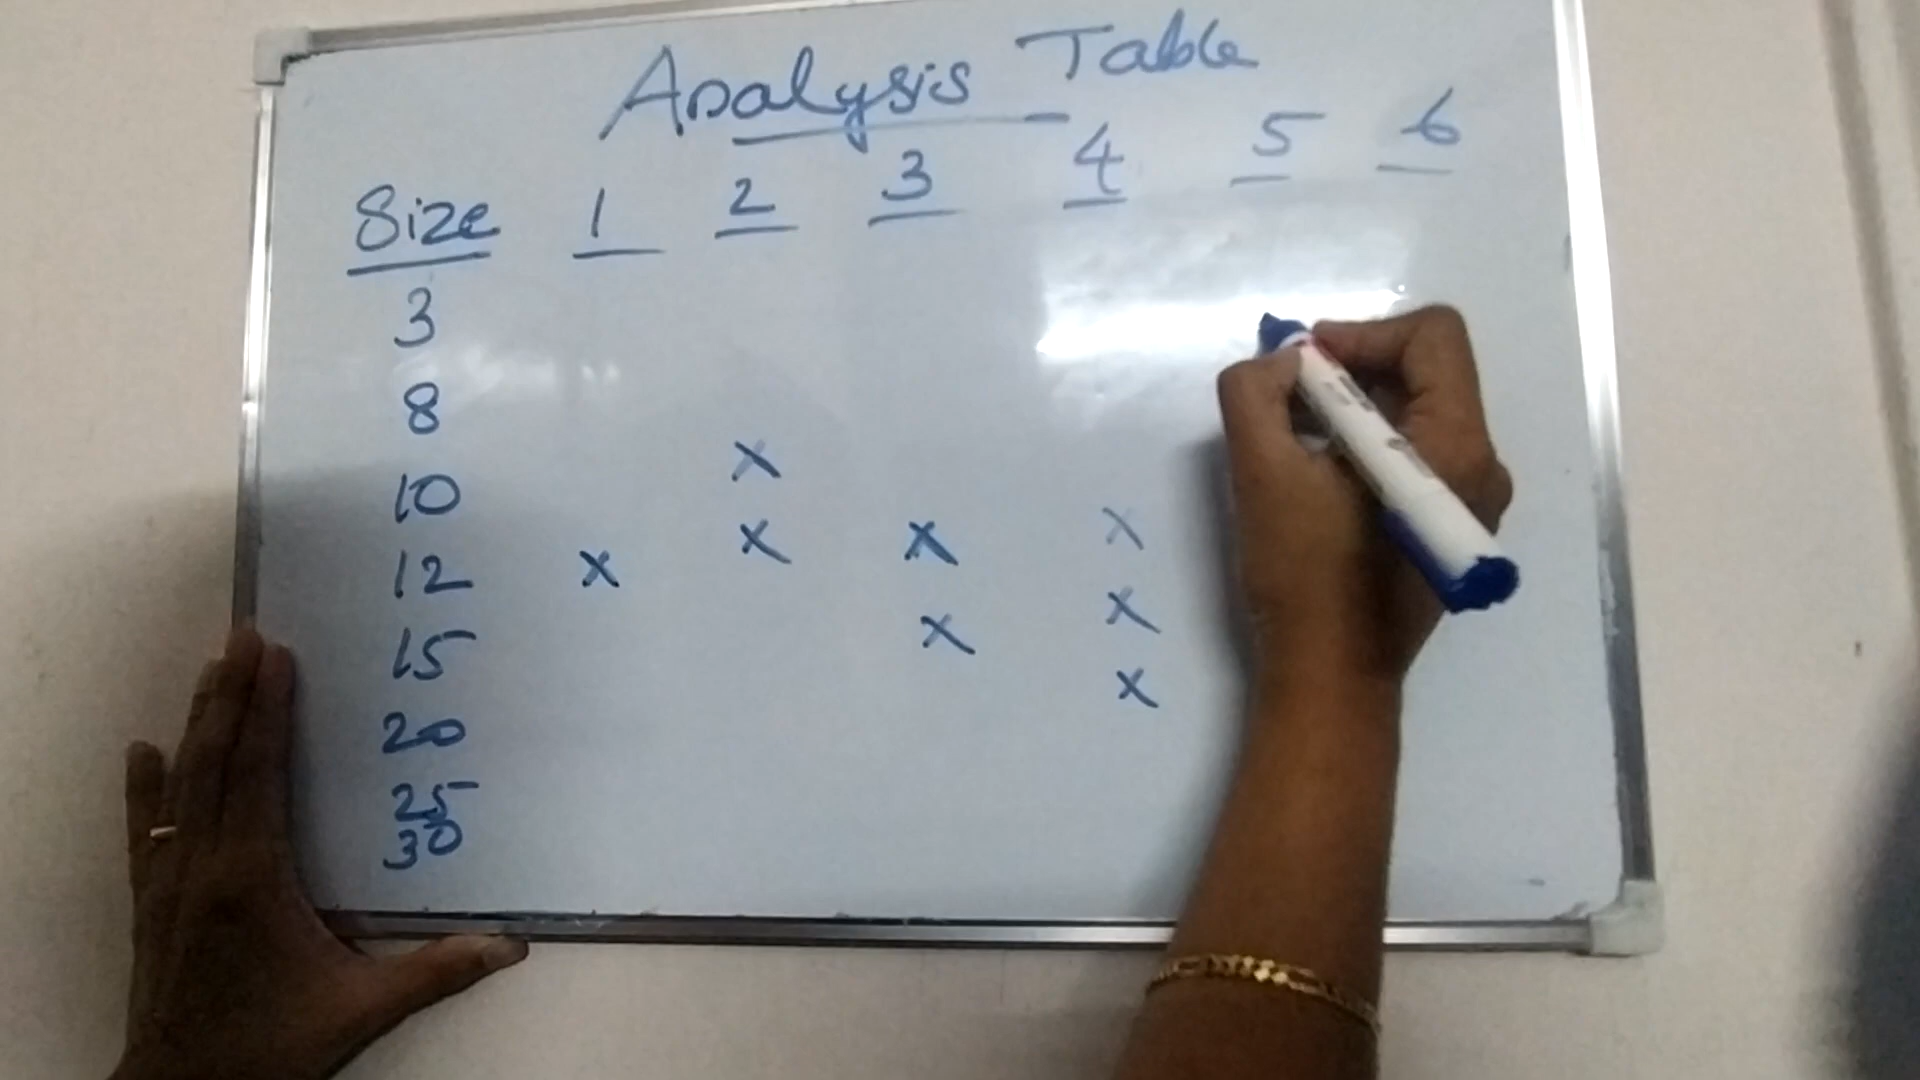 Analysis Table
Size 1 2 3 4 5 6
3
8
10 x
12 x x x x
15 x x
20 x
25
30